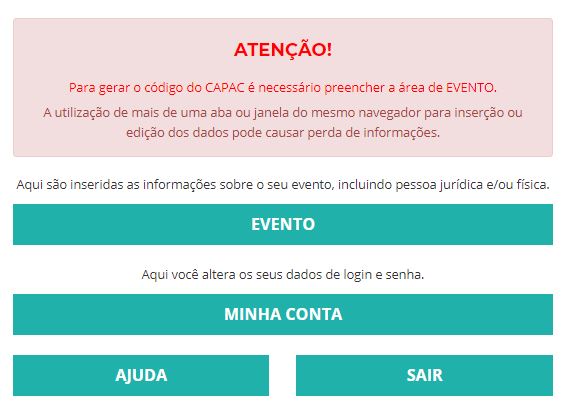 ATENÇÃO!
Para gerar o código do CAPAC é necessário preencher a área de EVENTO.
A utilização de mais de uma aba ou janela do mesmo navegador para inserção ou
edição dos dados pode causar perda de informações.
Aqui são inseridas as informações sobre o seu evento, incluindo pessoa jurídica e/ou física.
EVENTO
Aqui você altera os seus dados de login e senha.
MINHA CONTA
AJUDA
SAIR